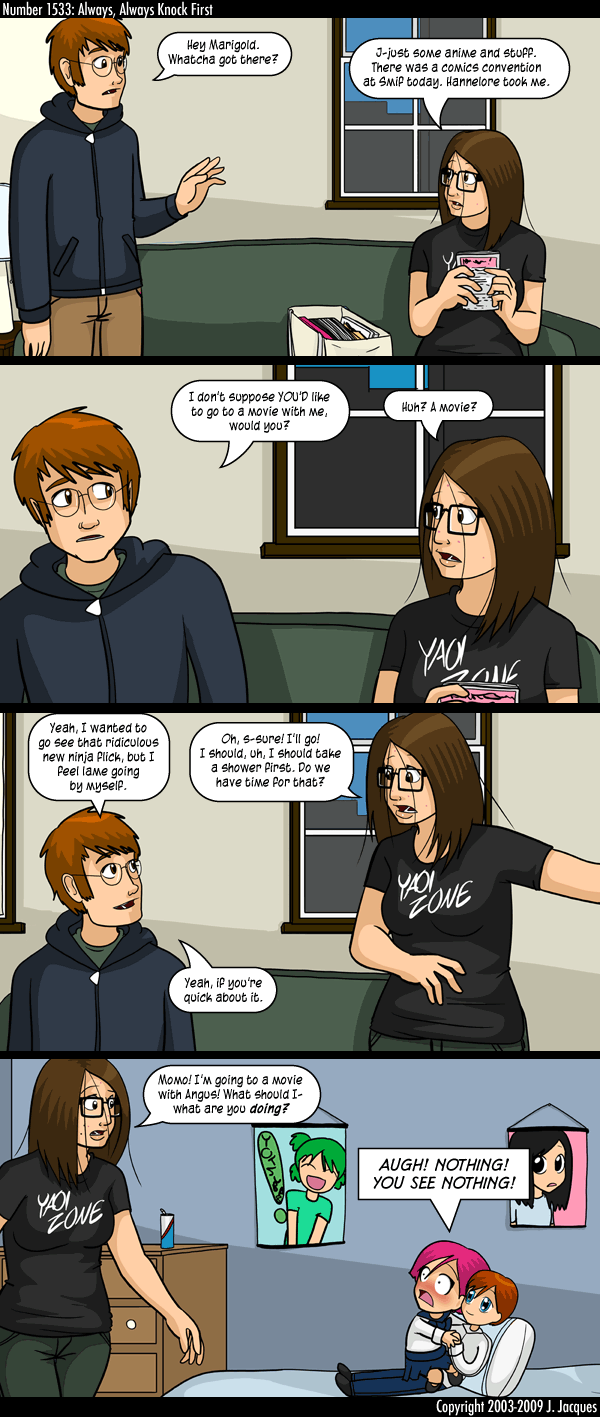 Number 1533: Always, Always Knock First
Hey Marigold.
Whatcha got there?
J-just some anime and stuff.
There was a comics convention
at Smif today. Hannelore took me.
I don't suppose YOU'D like
to go to a movie with me,
would you?
Huh? A movie?
YAOI
ZONE
Yeah, I wanted to
go see that ridiculous
new ninja flick, but I
feel lame going
by myself.
Oh, s-sure! I'll go!
I should, uh, I should take
a shower first. Do we
have time for that?
YAOI
ZONE
Yeah, if you're
quick about it.
Momo! I'm going to a movie
with Angus! What should I-
what are you doing?
YAOI
ZONE
AUGH! NOTHING!
YOU SEE NOTHING!
Copyright 2003-2009 J. Jacques